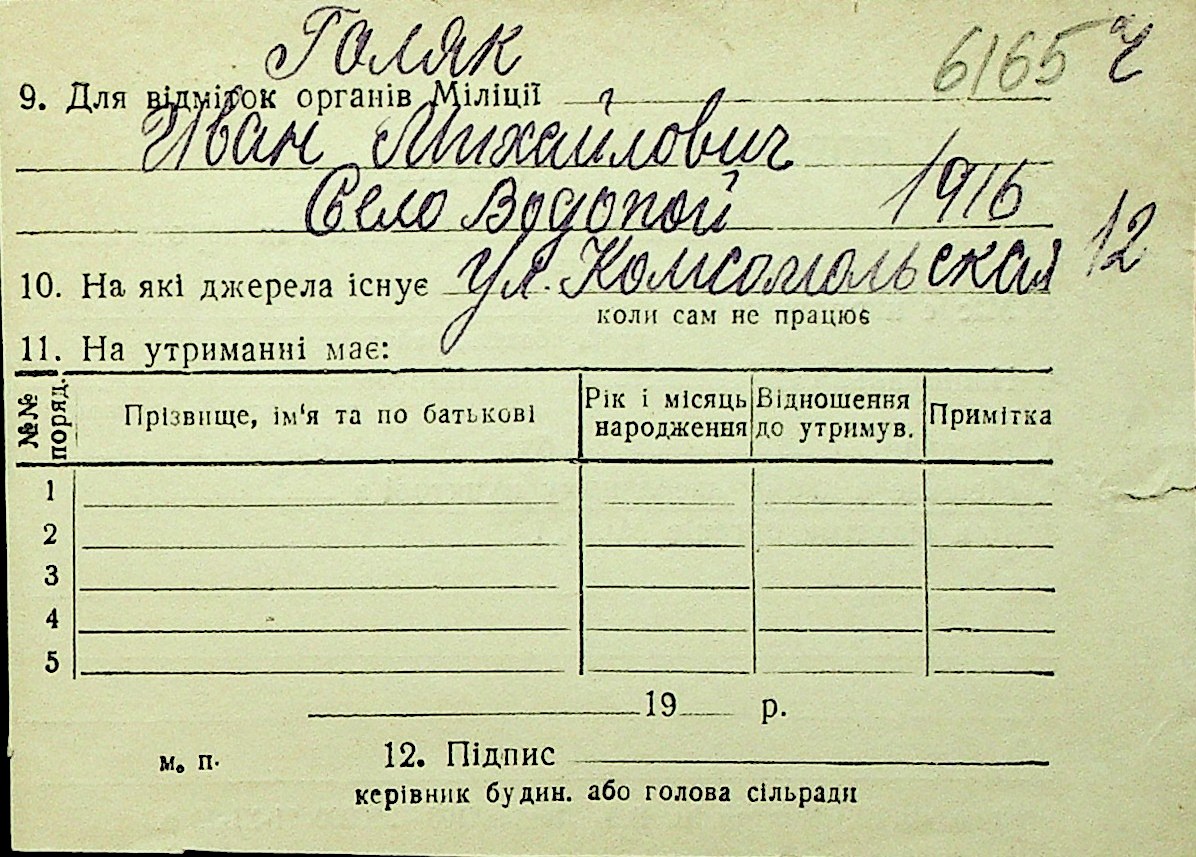 Голяк 6165 Ч
9. Для відміток органів Міліції
Иван Михайлович
Село Водопой 1916
10. На які джерела існує ул. Комсомольская 12
коли сам не працює
11. На утриманні має:
№№ поряд. Прізвище, ім‘я та по батькові Рік і місяць народження Відношення до утримув. Примітка
1
2
3
4
5
19 р.
м. п. 12. Підпис
керівник будин. або голова сільради